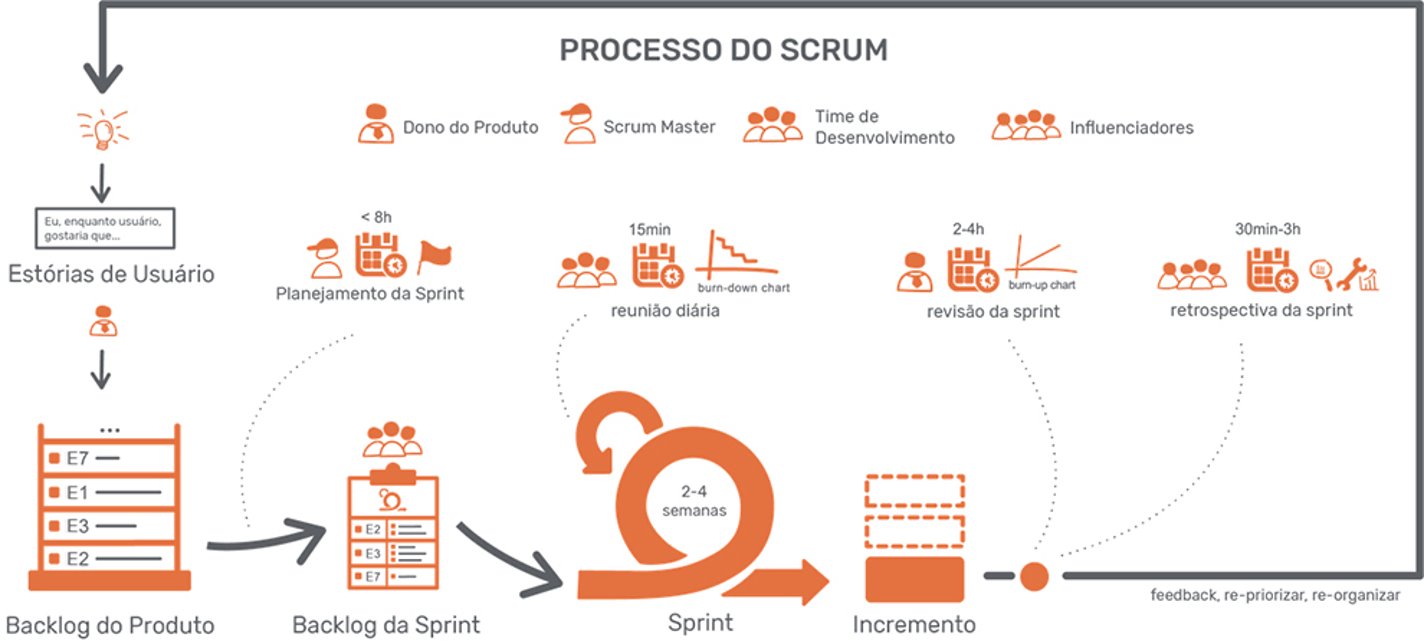 PROCESSO DO SCRUM
Dono do Produto
Scrum Master
Time de
Desenvolvimento
Influenciadores
Eu, enquanto usuário,
gostaria que...
Estórias de Usuário
< 8h
Planejamento da Sprint
15min
burn-down chart
reunião diária
2-4h
burn-up chart
revisão da sprint
30min-3h
retrospectiva da sprint
...
E7
E1
E3
E2
Backlog do Produto
E2
E3
E7
Backlog da Sprint
2-4
semanas
Sprint
Incremento
feedback, re-priorizar, re-organizar